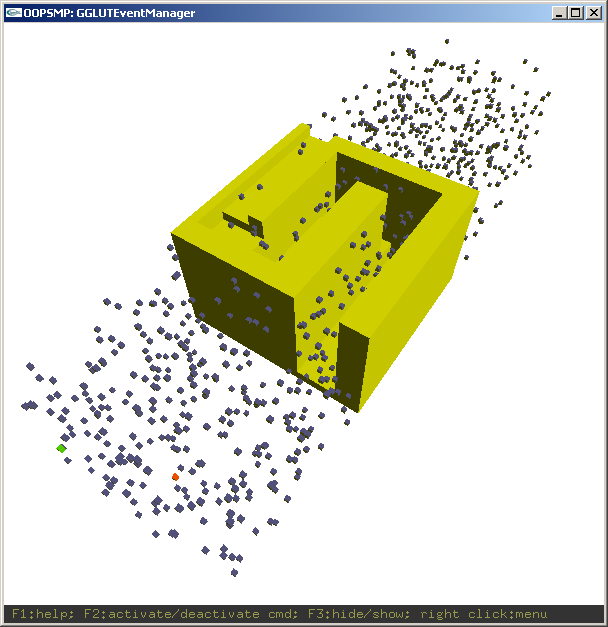 OOPSMP: GGLUTEventManager
F1:help; F2:activate/deactivate cmd; F3:hide/show; right click:menu